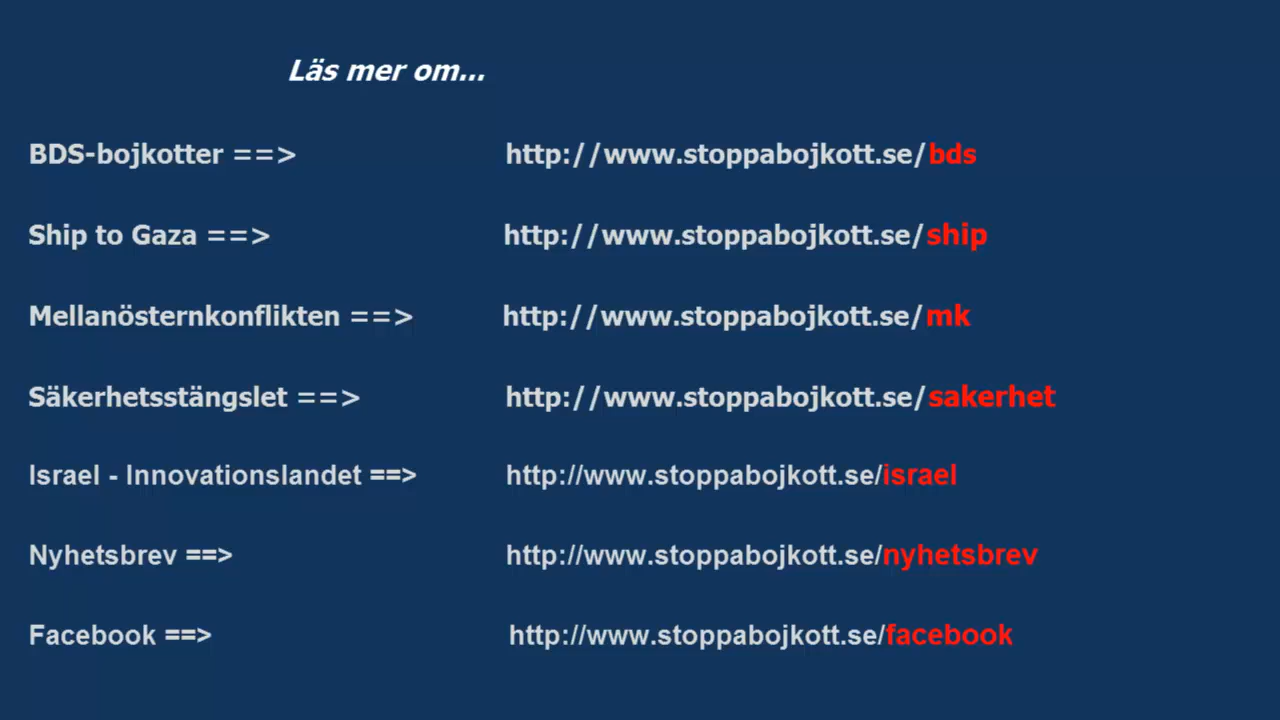 Läs mer om...
BDS-bojkotter ==> http://www.stoppabojkott.se/bds
Ship to Gaza ==> http://www.stoppabojkott.se/ship
Mellanösternkonflikten ==> http://www.stoppabojkott.se/mk
Säkerhetsstängslet ==> http://www.stoppabojkott.se/sakerhet
Israel - Innovationslandet ==> http://www.stoppabojkott.se/israel
Nyhetsbrev ==> http://www.stoppabojkott.se/nyhetsbrev
Facebook ==> http://www.stoppabojkott.se/facebook